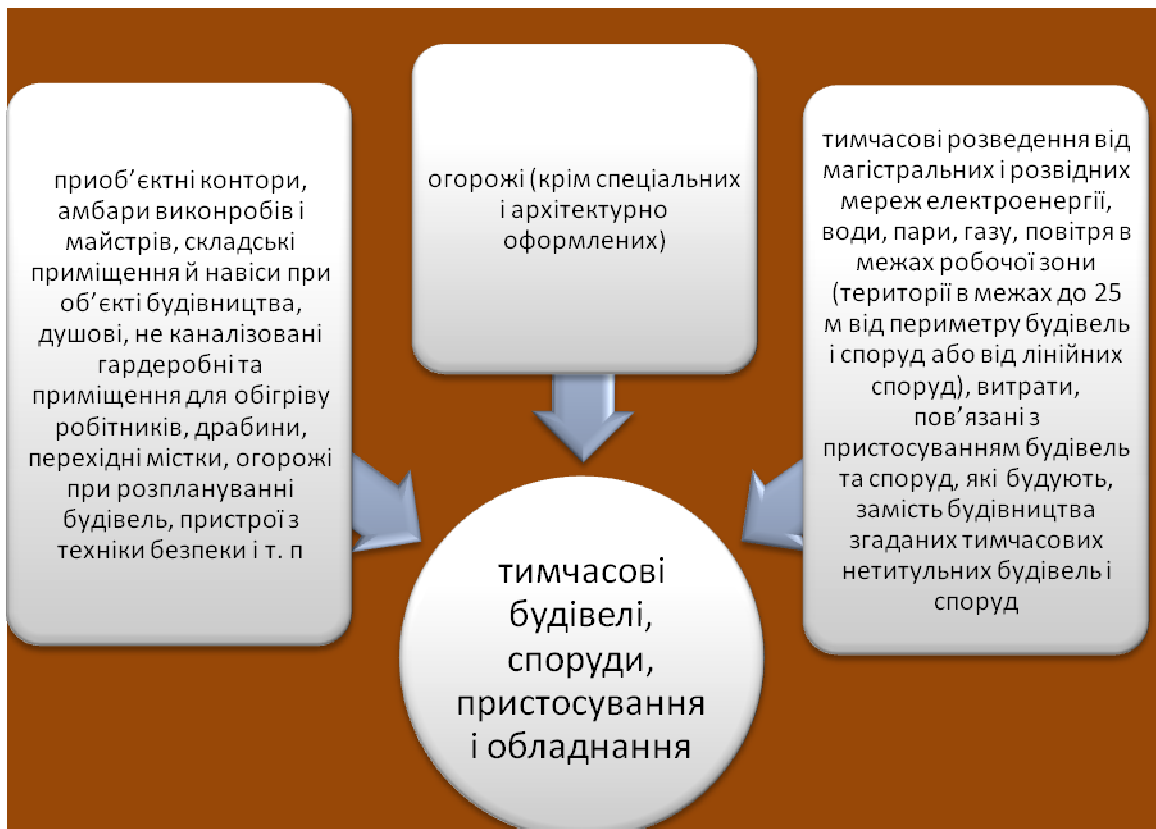 приоб’єктні контори,
амбари виконробів і
майстрів, складські
приміщення й навіси при
об’єкті будівництва,
душові, не каналізовані
гардеробні та
приміщення для обігріву
робітників, драбини,
перехідні містки, огорожі
при розплануванні
будівель, пристрої з
техніки безпеки і т. п
огорожі (крім спеціальних
і архітектурно
оформлених)
тимчасові розведення від
магістральних і розвідних
мереж електроенергії,
води, пари, газу, повітря в
межах робочої зони
(території в межах до 25
м від периметру будівель
і споруд або від лінійних
споруд), витрати,
пов’язані з
пристосуванням будівель
та споруд, які будують,
замість будівництва
згаданих тимчасових
нетитульних будівель і
споруд
тимчасові
будівелі,
споруди,
пристосування
і обладнання